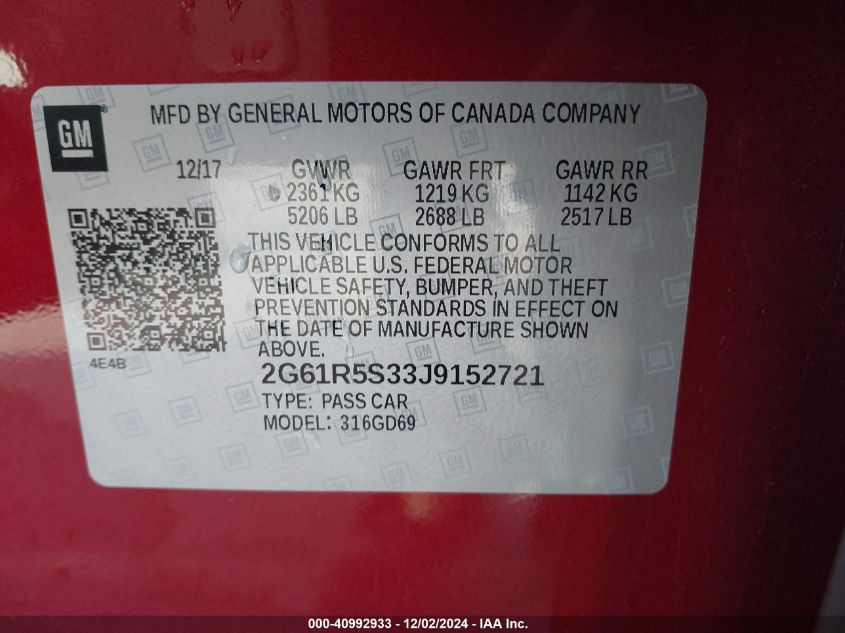 GM
MFD BY GENERAL MOTORS OF CANADA COMPANY
12/17 GVWR GAWR FRT GAWR RR
2361 KG 1219 KG 1142 KG
5206 LB 2688 LB 2517 LB
THIS VEHICLE CONFORMS TO ALL
APPLICABLE U.S. FEDERAL MOTOR
VEHICLE SAFETY, BUMPER, AND THEFT
PREVENTION STANDARDS IN EFFECT ON
THE DATE OF MANUFACTURE SHOWN
ABOVE.
4E4B
2G61R5S33J9152721
TYPE: PASS CAR
MODEL: 316GD69
000-40992933 - 12/02/2024 - IAA Inc.